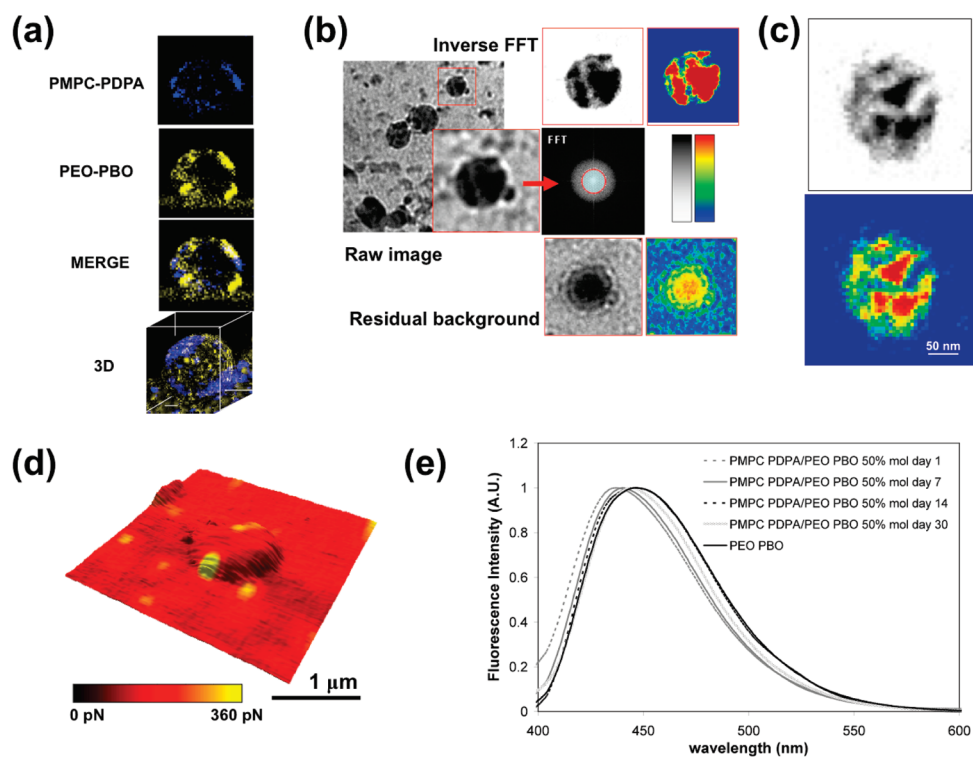 (a)
PMPC-PDPA
PEO-PBO
MERGE
3D
(b)
Inverse FFT
FFT
Raw image
Residual background
(c)
50 nm
(d)
0 pN
360 pN
1 μm
(e)
Fluorescence Intensity (A.U.)
1.2
1
0.8
0.6
0.4
0.2
0
PMPC PDPA/PEO PBO 50% mol day 1
PMPC PDPA/PEO PBO 50% mol day 7
PMPC PDPA/PEO PBO 50% mol day 14
PMPC PDPA/PEO PBO 50% mol day 30
PEO PBO
400 450 500 550 600
wavelength (nm)